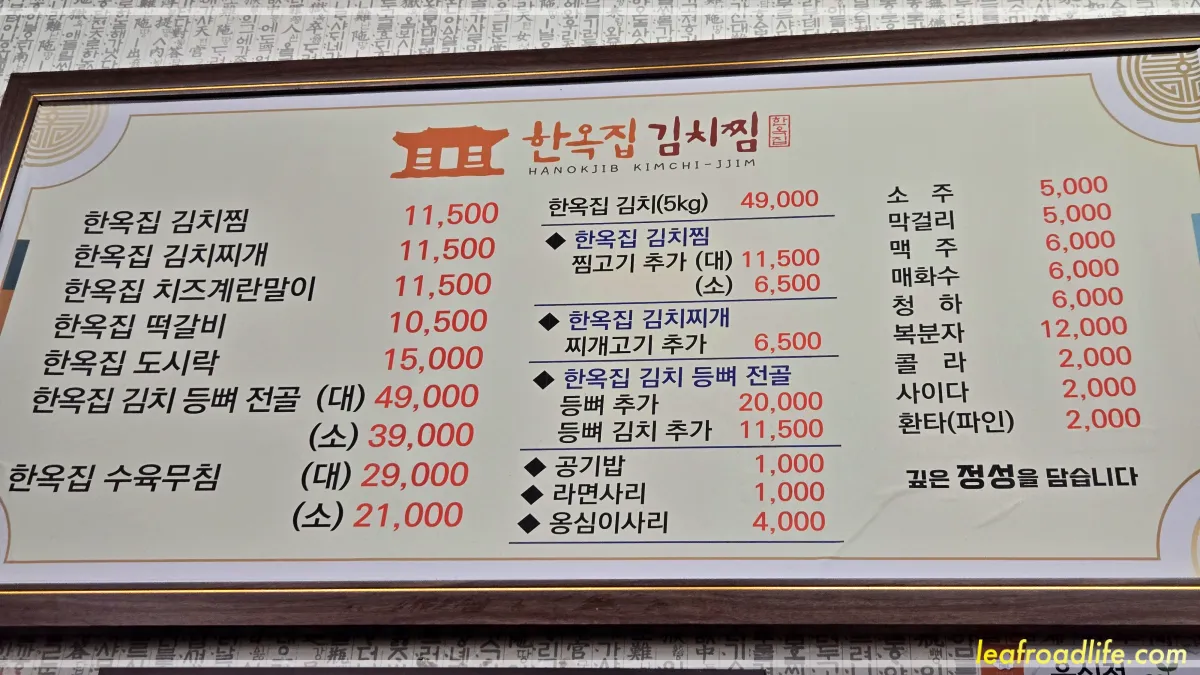 한옥집 김치찜
한옥집
HANOKJIB KIMCHI-JJIM
한옥집 김치찜 11,500
한옥집 김치찌개 11,500
한옥집 치즈계란말이 11,500
한옥집 떡갈비 10,500
한옥집 도시락 15,000
한옥집 김치 등뼈 전골 (대) 49,000
(소) 39,000
한옥집 수육무침 (대) 29,000
(소) 21,000
한옥집 김치(5kg) 49,000
◆ 한옥집 김치찜
찜고기 추가 (대) 11,500
(소) 6,500
◆ 한옥집 김치찌개
찌개고기 추가 6,500
◆ 한옥집 김치 등뼈 전골
등뼈 추가 20,000
등뼈 김치 추가 11,500
◆ 공기밥 1,000
◆ 라면사리 1,000
◆ 옹심이사리 4,000
소 주 5,000
막걸리 5,000
맥 주 6,000
매화수 6,000
청 하 6,000
복분자 12,000
콜 라 2,000
사이다 2,000
환타(파인) 2,000
깊은 정성을 담습니다
leafroadlife.com